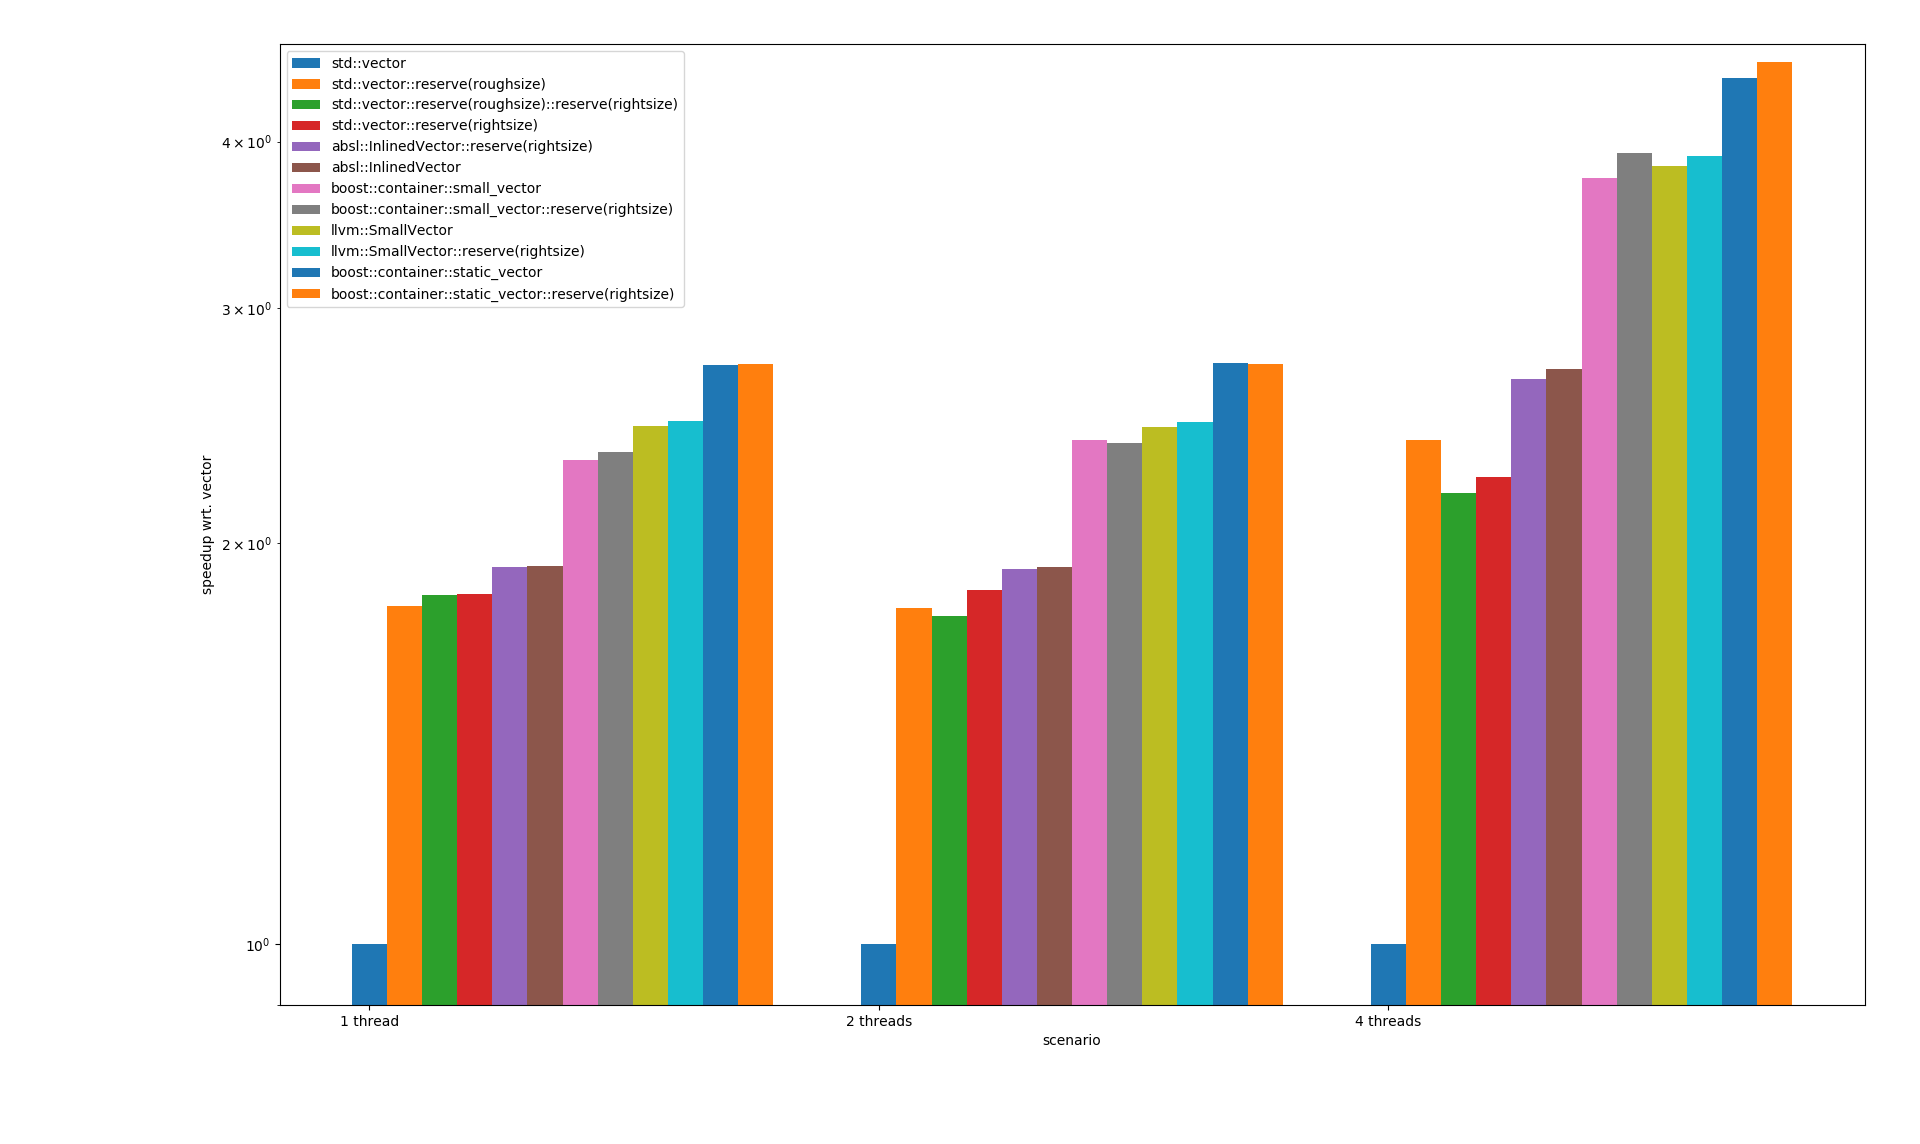 std::vector
std::vector::reserve(roughsize)
std::vector::reserve(roughsize)::reserve(rightsize)
std::vector::reserve(rightsize)
absl::InlinedVector::reserve(rightsize)
absl::InlinedVector
boost::container::small_vector
boost::container::small_vector::reserve(rightsize)
llvm::SmallVector
llvm::SmallVector::reserve(rightsize)
boost::container::static_vector
boost::container::static_vector::reserve(rightsize)
4 × 10⁰
3 × 10⁰
2 × 10⁰
10⁰
speedup wrt. vector
1 thread
2 threads
4 threads
scenario